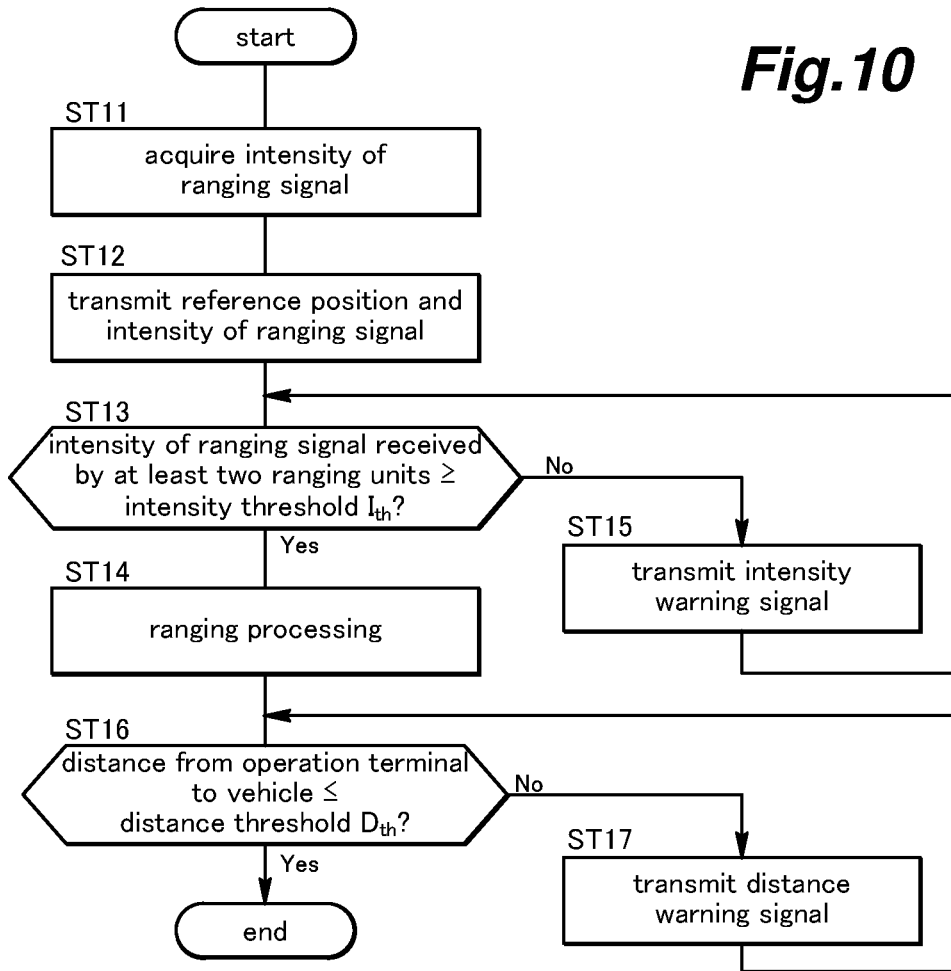 start
Fig.10
ST11
acquire intensity of
ranging signal
ST12
transmit reference position and
intensity of ranging signal
ST13
intensity of ranging signal received
by at least two ranging units ≥
intensity threshold Ith?
No
Yes
ST15
transmit intensity
warning signal
ST14
ranging processing
ST16
distance from operation terminal
to vehicle ≤
distance threshold Dth?
No
Yes
ST17
transmit distance
warning signal
end